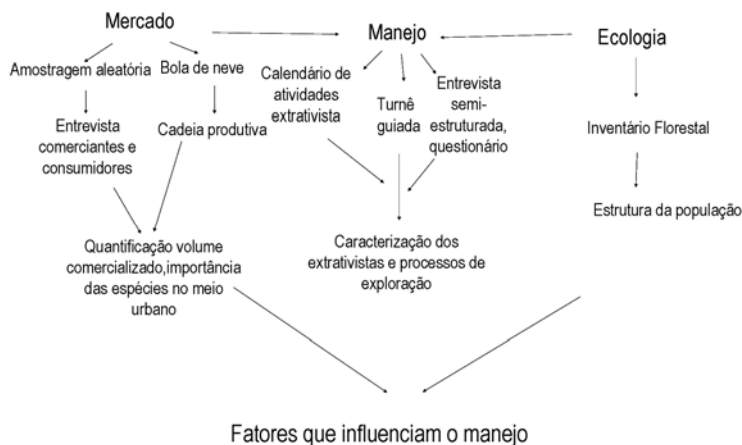 Mercado
Manejo
Ecologia
Amostragem aleatória
Bola de neve
Calendário de
atividades
extrativista
Turnê
guiada
Entrevista
semi-
estruturada,
questionário
Entrevista
comerciantes e
consumidores
Cadeia produtiva
Inventário Florestal
Estrutura da população
Quantificação volume
comercializado,importância
das espécies no meio
urbano
Caracterização dos
extrativistas e processos de
exploração
Fatores que influenciam o manejo